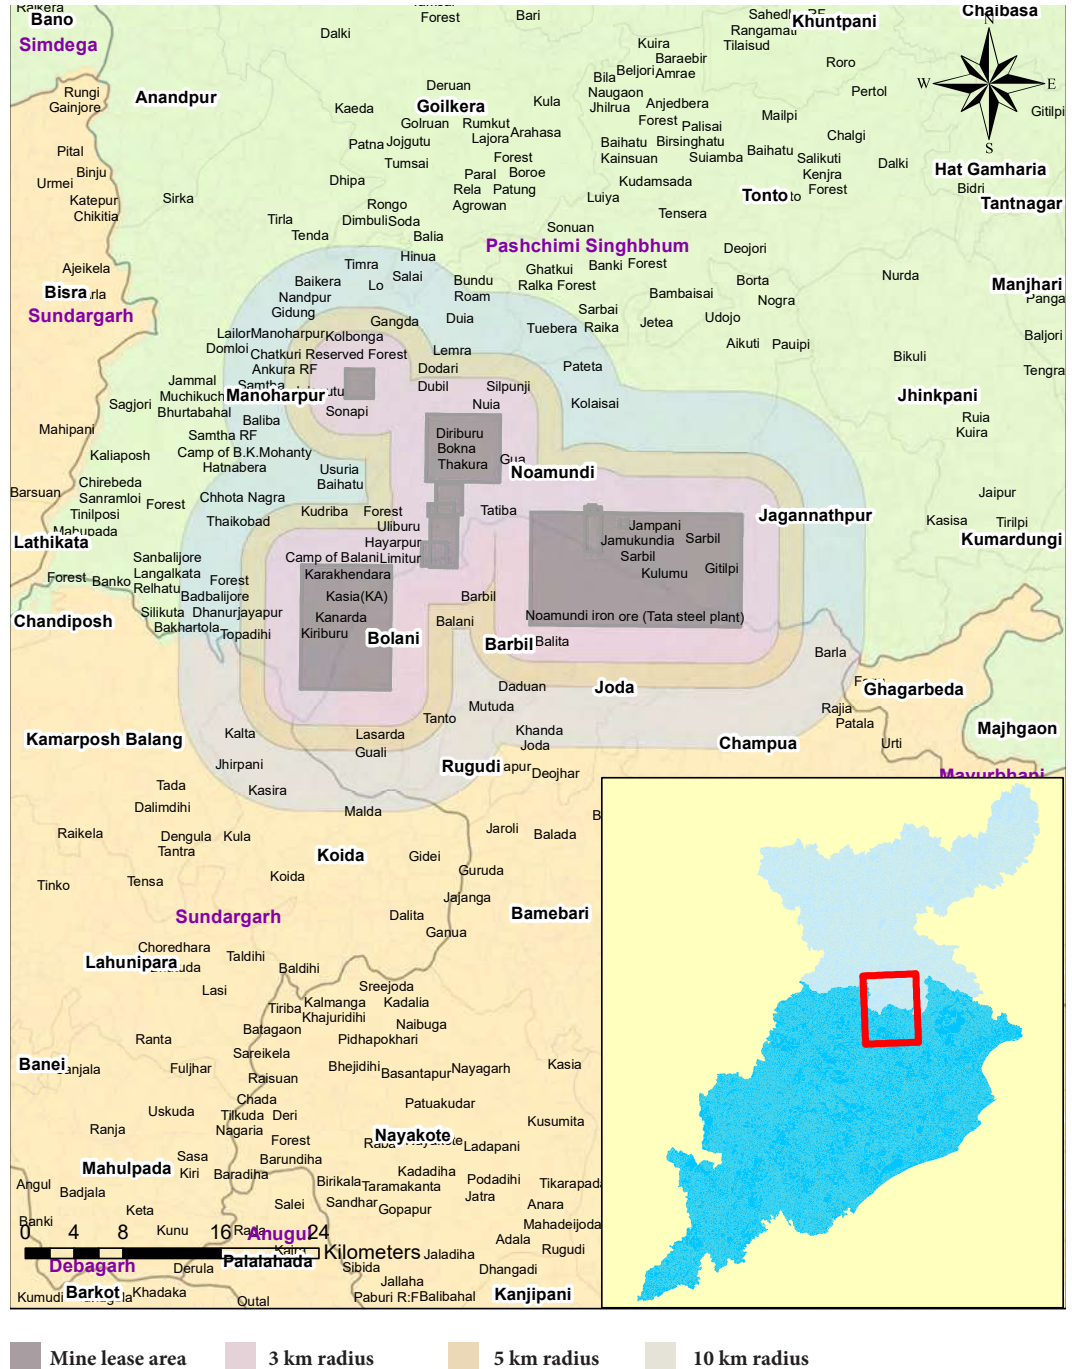 Raikera
Bano
Simdega
Forest
Bari
Dalki
Khuntpani
Chaibasa
N
W
E
S
Rangamati
Tilaisud
Kuira
Baraebir
Roro
Rungi
Gainjore
Anandpur
Deruan
Goilkera
Kula
Bila
Beljori
Amrae
Naugaon
Jhilrua
Anjedbera
Forest
Pertol
Gitilpi
Kaeda
Golruan
Rumkut
Arahasa
Palisai
Mailpi
Chalgi
Patna
Jojgutu
Lajora
Baihatu
Birsinghatu
Pital
Binju
Tumsai
Forest
Kainsuan
Suiamba
Baihatu
Salikuti
Dalki
Hat Gamharia
Urmei
Dhipa
Paral
Boroe
Kudamsada
Kenjra
Forest
Bidri
Katepur
Chikitia
Sirka
Rela
Patung
Agrowan
Luiya
Tonto
Tantnagar
Rongo
Tirla
Dimbuli
Soda
Tensera
Tenda
Balia
Sonuan
Pashchimi Singhbhum
Deojori
Ajeikela
Timra
Hinua
Ghatkui
Banki
Forest
Nurda
Manjhari
Bisra
Baikera
Lo
Salai
Bundu
Ralka Forest
Borta
Nandpur
Roam
Bambaisai
Nogra
Sundargarh
Gidung
Gangda
Duia
Sarbai
Jetea
Udojo
Lailor
Manoharpur
Kolbonga
Tuebera
Raika
Baljori
Domloi
Chatkuri Reserved Forest
Lemra
Aikuti
Pauipi
Bikuli
Ankura RF
Dodari
Pateta
Tengra
Jammal
Samtha
Dubil
Silpunji
Muchikuch
Manoharpur
Jhinkpani
Sagjori
Bhurtabahal
Sonapi
Nuia
Kolaisai
Mahipani
Baliba
Ruia
Kuira
Samtha RF
Diriburu
Bokna
Thakura
Gua
Kaliaposh
Camp of B.K.Mohanty
Hatnabera
Usuria
Baihatu
Noamundi
Barsuan
Chirebeda
Sanramloi
Forest
Chhota Nagra
Jaipur
Tinilposi
Thaikobad
Kudriba
Forest
Tatiba
Jagannathpur
Kasisa
Tirilpi
Mahupada
Lathikata
Uliburu
Jampani
Sarbil
Kumardungi
Hayarpur
Jamukundia
Sanbalijore
Camp of Balani
Limitur
Sarbil
Forest
Banko
Langalkata
Relhatu
Forest
Karakhendara
Kulumu
Gitilpi
Badbalijore
Kasia(KA)
Barbil
Silikuta
Dhanurjayapur
Kanarda
Noamundi iron ore (Tata steel plant)
Chandiposh
Bakhartola
Topadihi
Kiriburu
Bolani
Balani
Barbil
Balita
Barla
Daduan
Joda
Ghagarbeda
Mutuda
Rajia
Patala
Kamarposh Balang
Kalta
Tanto
Lasarda
Guali
Khanda
Joda
Champua
Urti
Majhgaon
Jhirpani
Rugudi
apur
Deojhar
Mayurbhanj
Tada
Kasira
Dalimdihi
Malda
Raikela
Dengula
Kula
Tantra
Jaroli
Balada
Koida
Gidei
Tinko
Tensa
Koida
Guruda
Jajanga
Sundargarh
Dalita
Bamebari
Ganua
Choredhara
Taldihi
Lahunipara
Baldihi
Lasi
Sreejoda
Tiriba
Kalmanga
Kadalia
Khajuridihi
Batagaon
Naibuga
Ranta
Pidhapokhari
Sareikela
Banei
Fuljhar
Bhejidihi
Basantapur
Nayagarh
Kasia
Raisuan
Chada
Patuakudar
Uskuda
Tilkuda
Deri
Kusumita
Ranja
Nagaria
Forest
Nayakote
Ladapani
Sasa
Barundiha
Mahulpada
Kiri
Baradiha
Kadadiha
Angul
Birikala
Taramakanta
Podadihi
Tikarapada
Badjala
Jatra
Keta
Salei
Sandhar
Gopapur
Anara
Banki
Kunu
Mahadeijoda
0 4 8 16 24
Anugul
Kilometers
Adala
Rugudi
Jaladiha
Debagarh
Derula
Palalahada
Sibida
Dhangadi
Jallaha
Kumudi
Barkot
Khadaka
Qutal
Paburi R:F
Balibahal
Kanjipani
Mine lease area
3 km radius
5 km radius
10 km radius